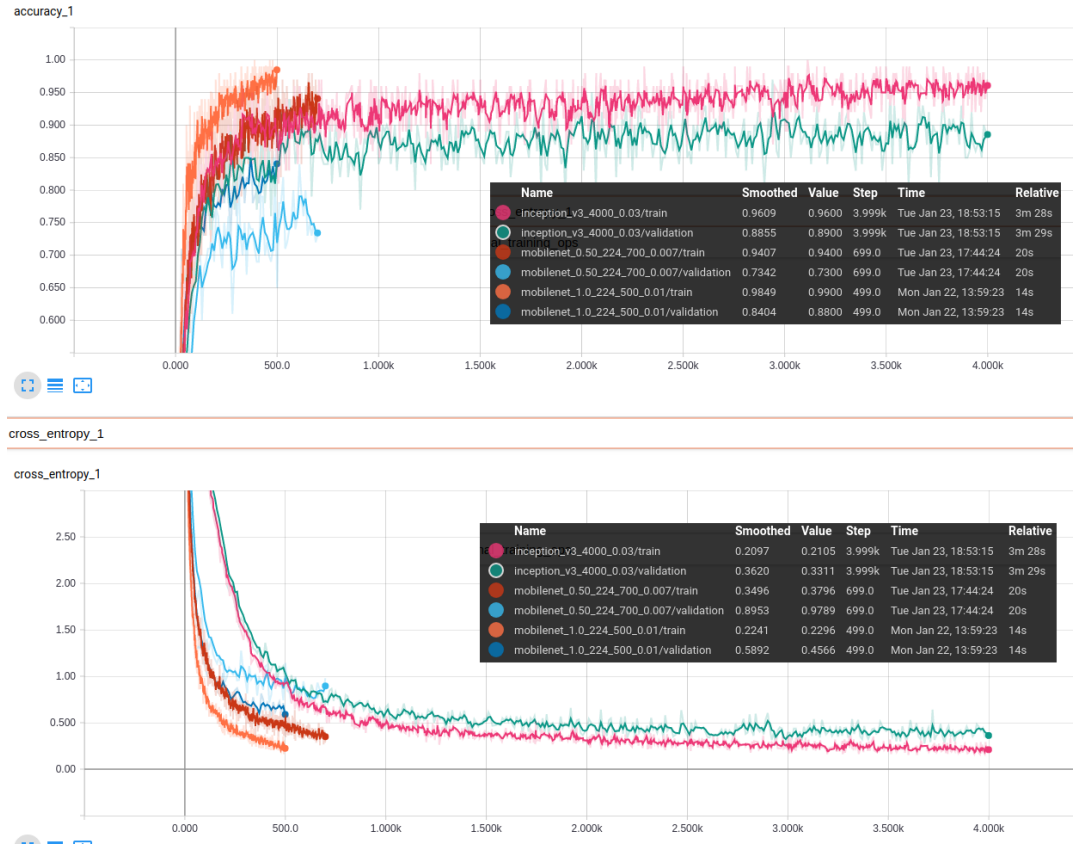 accuracy_1
1.00
0.950
0.900
0.850
0.800
0.750
0.700
0.650
0.600
Name Smoothed Value Step Time Relative
inception_v3_4000_0.03/train 0.9609 0.9600 3.999k Tue Jan 23, 18:53:15 3m 28s
inception_v3_4000_0.03/validation 0.8855 0.8900 3.999k Tue Jan 23, 18:53:15 3m 29s
mobilenet_0.50_224_700_0.007/train 0.9407 0.9400 699.0 Tue Jan 23, 17:44:24 20s
mobilenet_0.50_224_700_0.007/validation 0.7342 0.7300 699.0 Tue Jan 23, 17:44:24 20s
mobilenet_1.0_224_500_0.01/train 0.9849 0.9900 499.0 Mon Jan 22, 13:59:23 14s
mobilenet_1.0_224_500_0.01/validation 0.8404 0.8800 499.0 Mon Jan 22, 13:59:23 14s
0.000 500.0 1.000k 1.500k 2.000k 2.500k 3.000k 3.500k 4.000k
cross_entropy_1
cross_entropy_1
2.50
2.00
1.50
1.00
0.500
0.00
Name Smoothed Value Step Time Relative
inception_v3_4000_0.03/train 0.2097 0.2105 3.999k Tue Jan 23, 18:53:15 3m 28s
inception_v3_4000_0.03/validation 0.3620 0.3311 3.999k Tue Jan 23, 18:53:15 3m 29s
mobilenet_0.50_224_700_0.007/train 0.3496 0.3796 699.0 Tue Jan 23, 17:44:24 20s
mobilenet_0.50_224_700_0.007/validation 0.8953 0.9789 699.0 Tue Jan 23, 17:44:24 20s
mobilenet_1.0_224_500_0.01/train 0.2241 0.2296 499.0 Mon Jan 22, 13:59:23 14s
mobilenet_1.0_224_500_0.01/validation 0.5892 0.4566 499.0 Mon Jan 22, 13:59:23 14s
0.000 500.0 1.000k 1.500k 2.000k 2.500k 3.000k 3.500k 4.000k